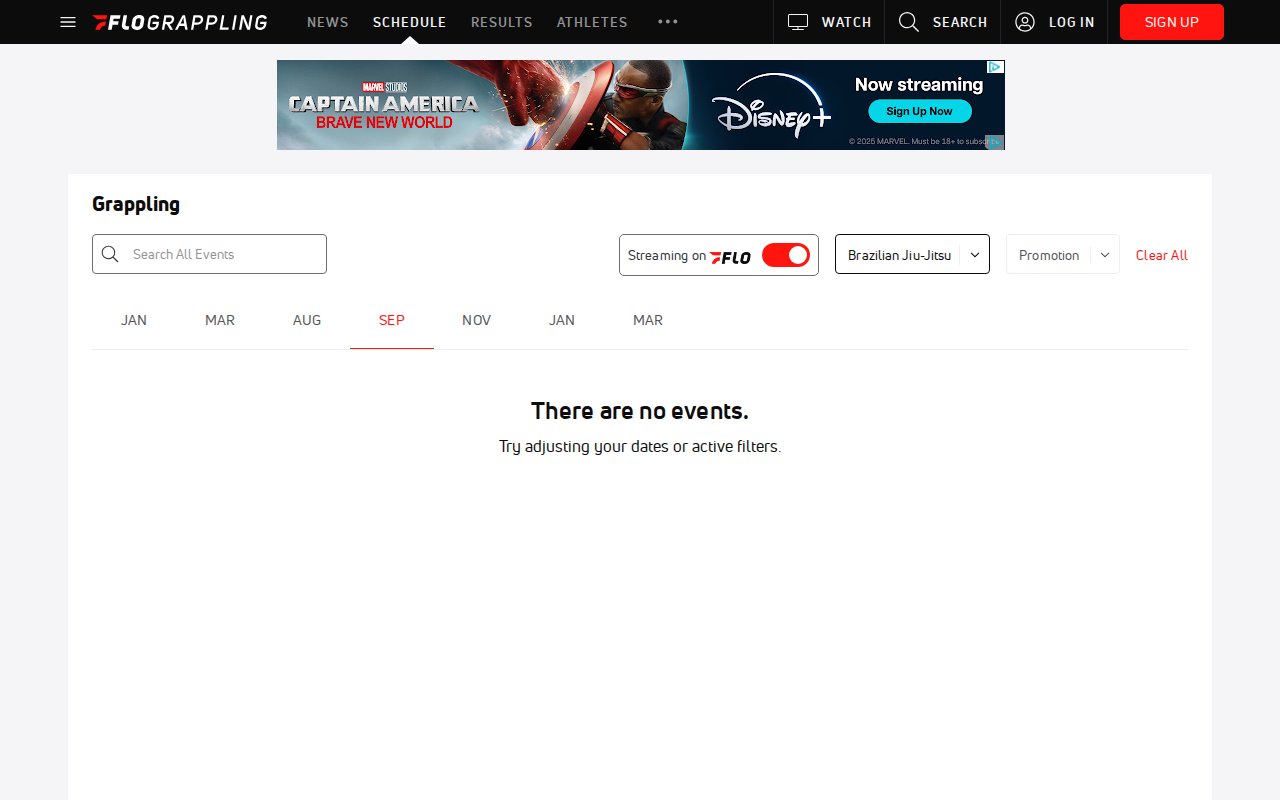 FLOGRAPPLING NEWS SCHEDULE RESULTS ATHLETES WATCH SEARCH LOG IN SIGN UP
MARVEL STUDIOS
CAPTAIN AMERICA
BRAVE NEW WORLD
Disney+
Now streaming
Sign Up Now
© 2025 MARVEL. Must be 18+ to
Grappling
Search All Events
Streaming on FLO
Brazilian Jiu-Jitsu
Promotion
Clear All
JAN MAR AUG SEP NOV JAN MAR
There are no events.
Try adjusting your dates or active filters.